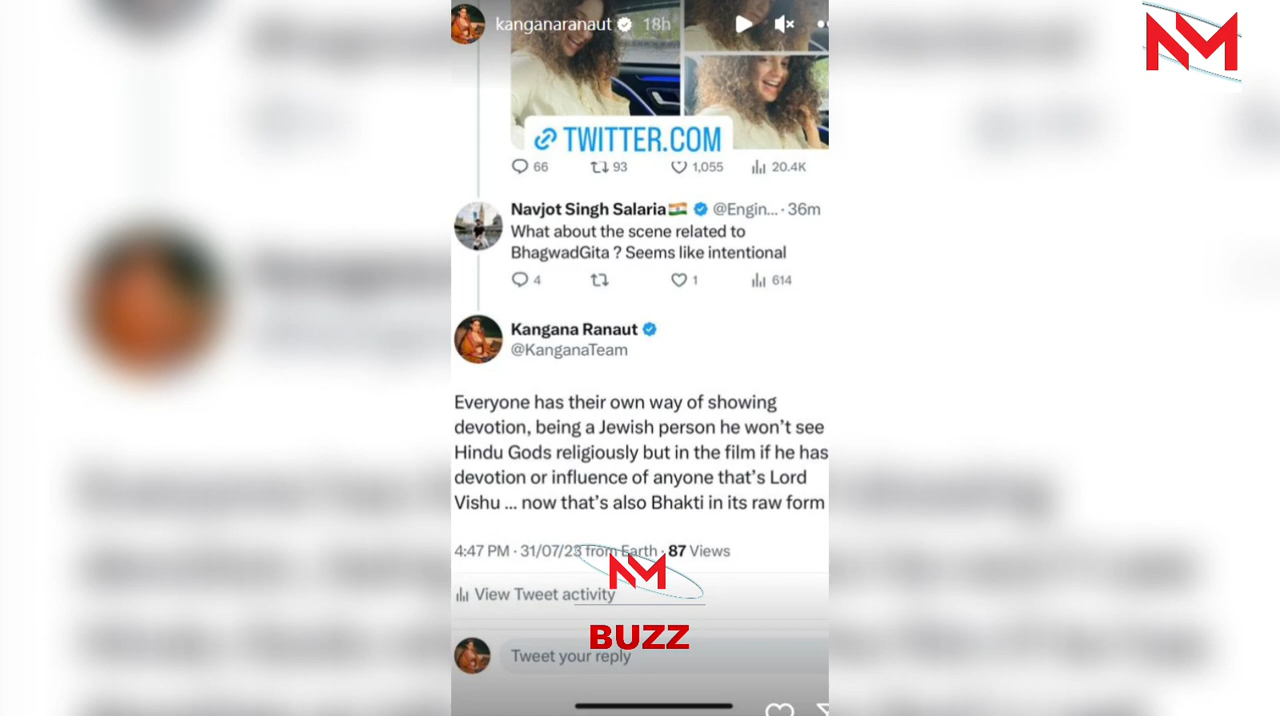 kanganaranaut 18h
NM
TWITTER.COM
66 93 1,055 20.4K
Navjot Singh Salaria @Engin... · 36m
What about the scene related to
BhagwadGita ? Seems like intentional
4 1 614
Kangana Ranaut
@KanganaTeam
Everyone has their own way of showing
devotion, being a Jewish person he won't see
Hindu Gods religiously but in the film if he has
devotion or influence of anyone that's Lord
Vishu ... now that's also Bhakti in its raw form
4:47 PM · 31/07/23 from Earth · 87 Views
NM
View Tweet activity
BUZZ
Tweet your reply